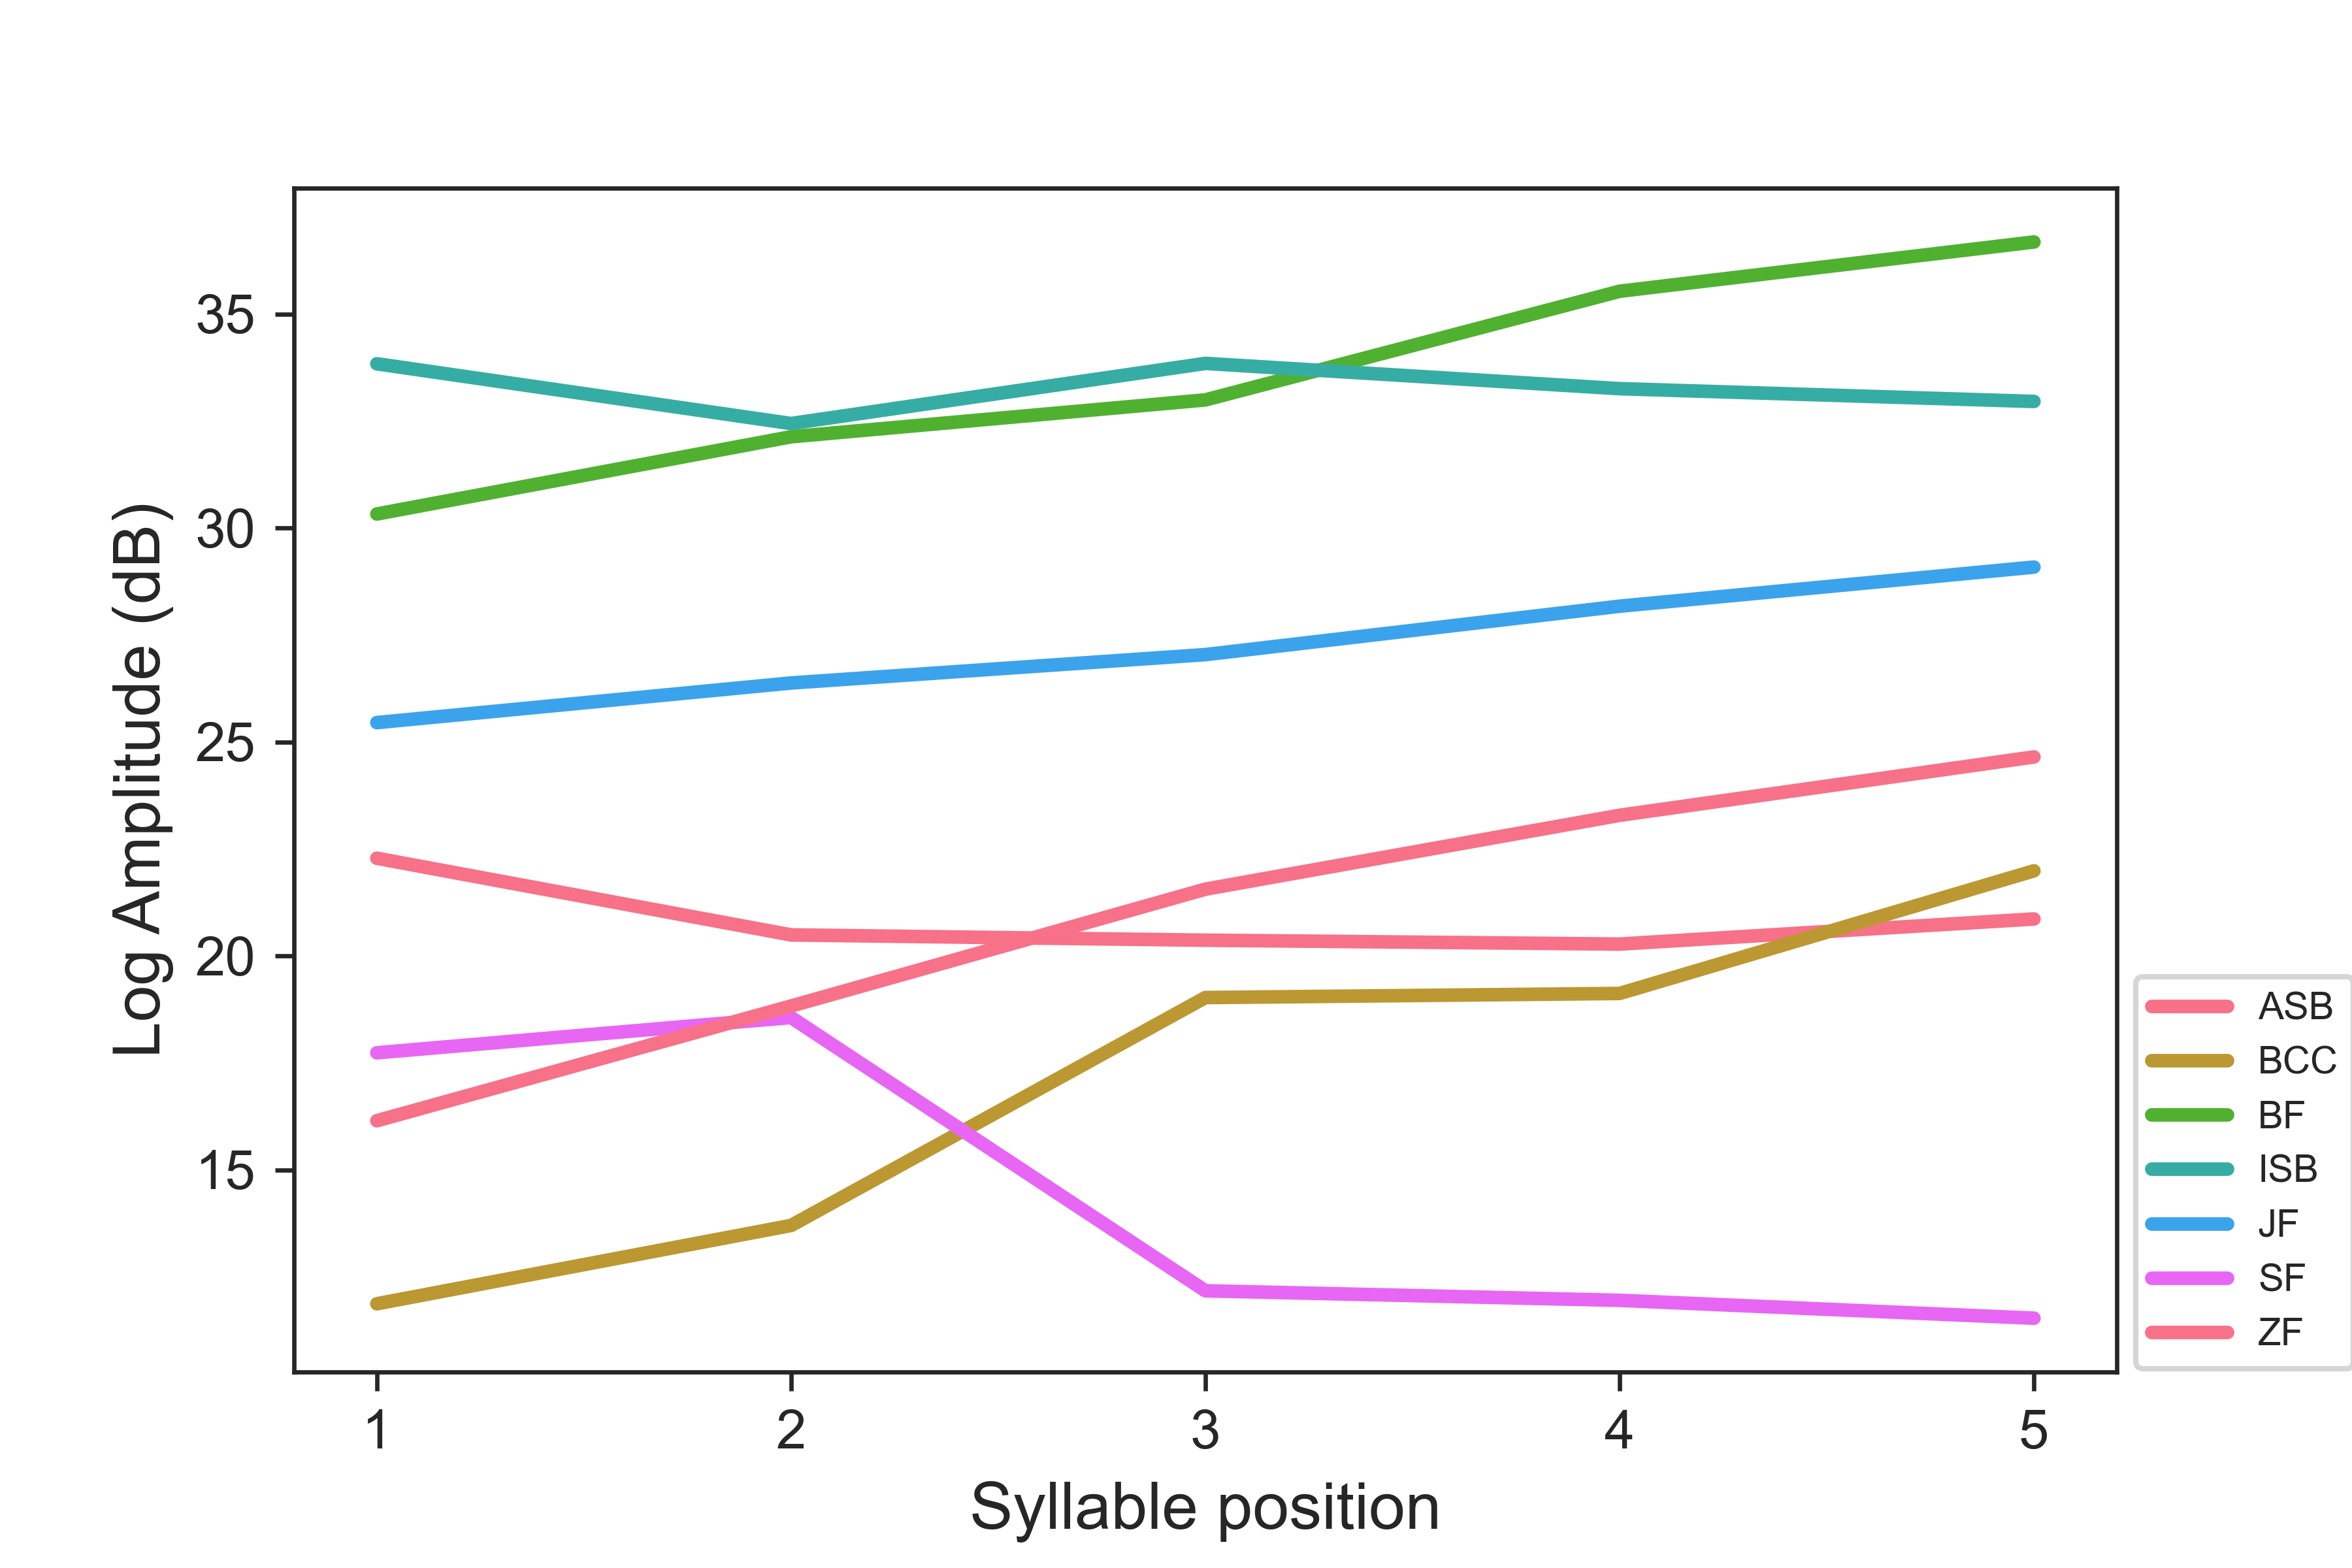 35
30
25
20
15
Log Amplitude (dB)
1 2 3 4 5
Syllable position
ASB
BCC
BF
ISB
JF
SF
ZF